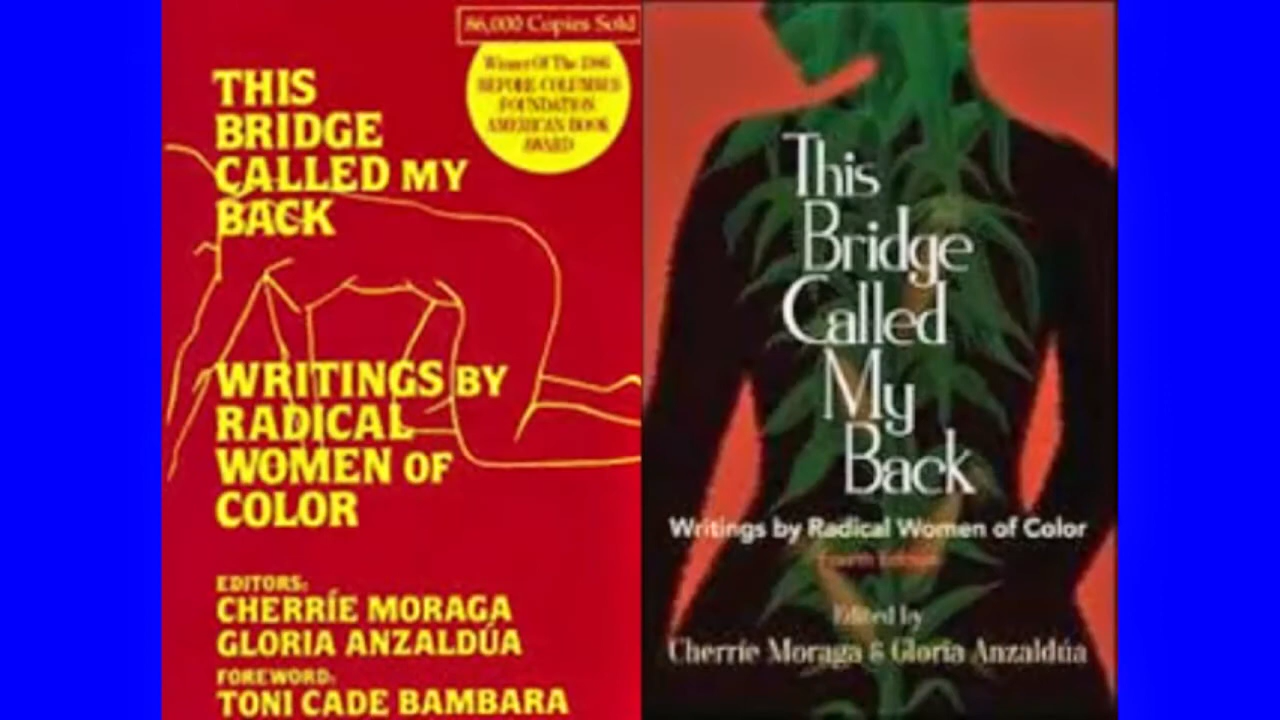 86,000 Copies Sold
Winner Of The 1986
BEFORE COLUMBUS
FOUNDATION
AMERICAN BOOK
AWARD
THIS
BRIDGE
CALLED MY
BACK
WRITINGS BY
RADICAL
WOMEN OF
COLOR
EDITORS:
CHERRÍE MORAGA
GLORIA ANZALDÚA
FOREWORD:
TONI CADE BAMBARA
This
Bridge
Called
My
Back
Writings by Radical Women of Color
Fourth Edition
Edited by
Cherríe Moraga & Gloria Anzaldúa